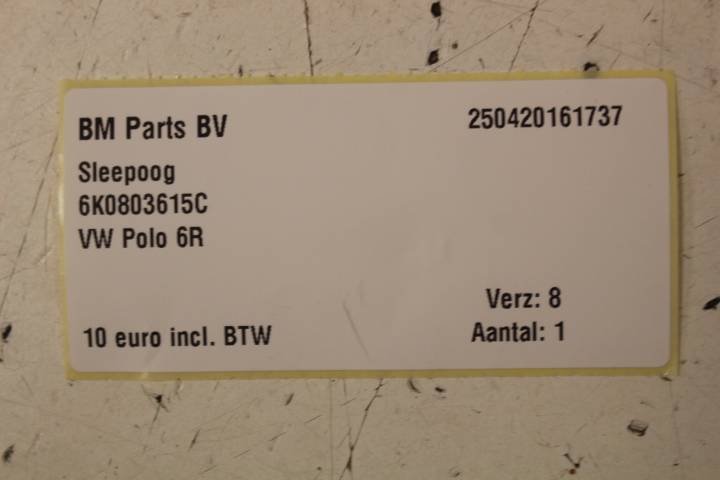 BM Parts BV
250420161737
Sleepoog
6K0803615C
VW Polo 6R
Verz: 8
10 euro incl. BTW
Aantal: 1